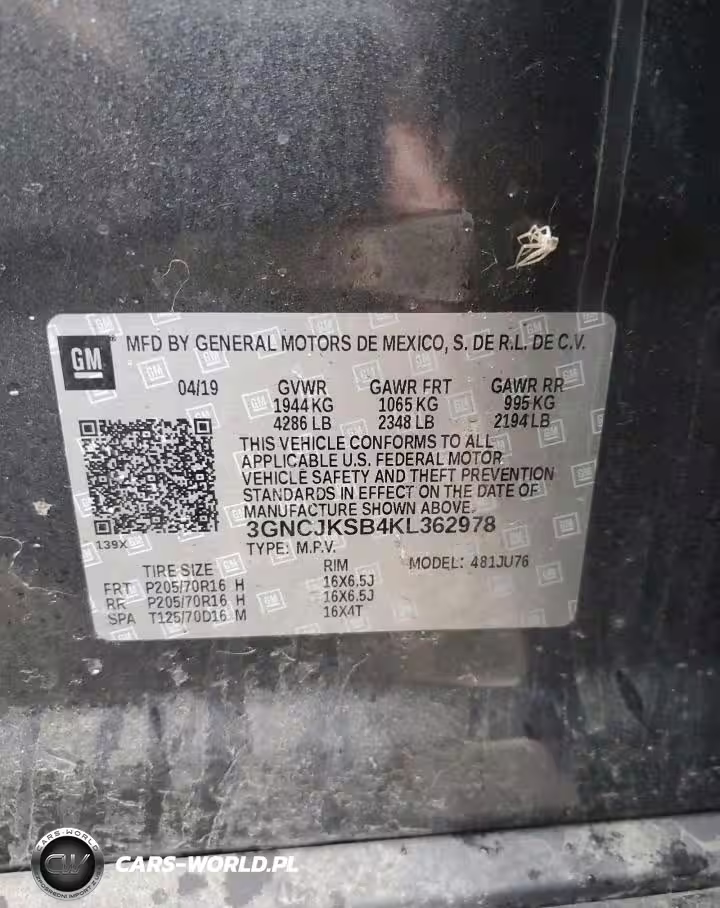 GM
MFD BY GENERAL MOTORS DE MEXICO, S. DE R.L. DE C.V.
04/19 GVWR GAWR FRT GAWR RR
1944 KG 1065 KG 995 KG
4286 LB 2348 LB 2194 LB
THIS VEHICLE CONFORMS TO ALL
APPLICABLE U.S. FEDERAL MOTOR
VEHICLE SAFETY AND THEFT PREVENTION
STANDARDS IN EFFECT ON THE DATE OF
MANUFACTURE SHOWN ABOVE.
3GNCJKSB4KL362978
139X
TYPE: M.P.V. MODEL: 481JU76
TIRE SIZE RIM
FRT P205/70R16 H 16X6.5J
RR P205/70R16 H 16X6.5J
SPA T125/70D16 M 16X4T
CARS-WORLD
CW
CARS-WORLD.PL